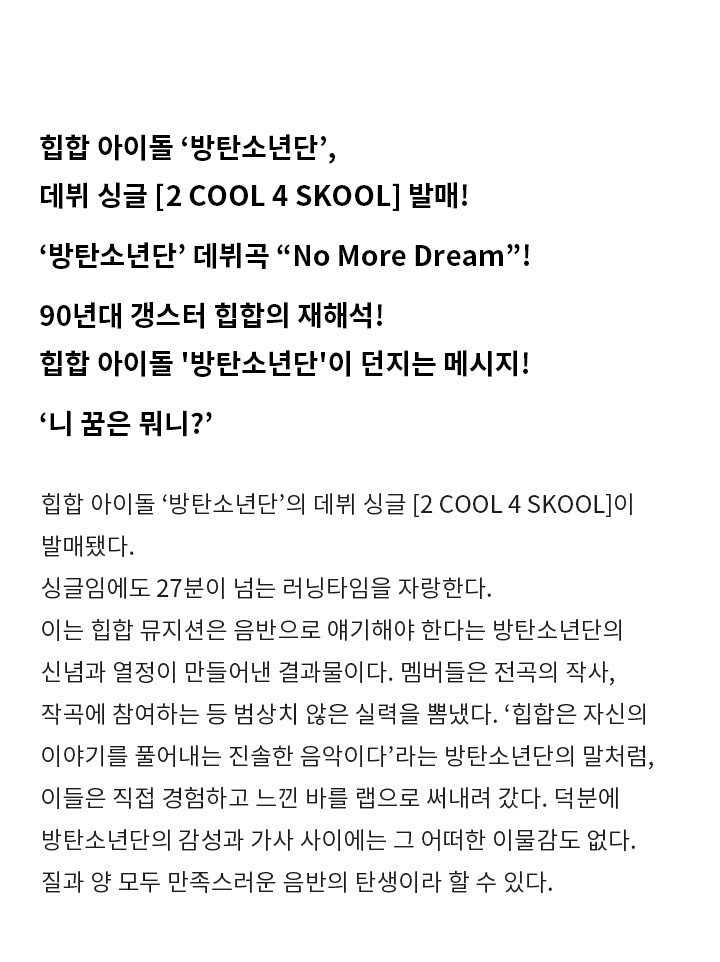 힙합 아이돌 ‘방탄소년단’,
데뷔 싱글 [2 COOL 4 SKOOL] 발매!
‘방탄소년단’ 데뷔곡 “No More Dream”!
90년대 갱스터 힙합의 재해석!
힙합 아이돌 '방탄소년단'이 던지는 메시지!
‘니 꿈은 뭐니?’
힙합 아이돌 ‘방탄소년단’의 데뷔 싱글 [2 COOL 4 SKOOL]이
발매됐다.
싱글임에도 27분이 넘는 러닝타임을 자랑한다.
이는 힙합 뮤지션은 음반으로 얘기해야 한다는 방탄소년단의
신념과 열정이 만들어낸 결과물이다. 멤버들은 전곡의 작사,
작곡에 참여하는 등 범상치 않은 실력을 뽐냈다. ‘힙합은 자신의
이야기를 풀어내는 진솔한 음악이다’라는 방탄소년단의 말처럼,
이들은 직접 경험하고 느낀 바를 랩으로 써내려 갔다. 덕분에
방탄소년단의 감성과 가사 사이에는 그 어떠한 이물감도 없다.
질과 양 모두 만족스러운 음반의 탄생이라 할 수 있다.